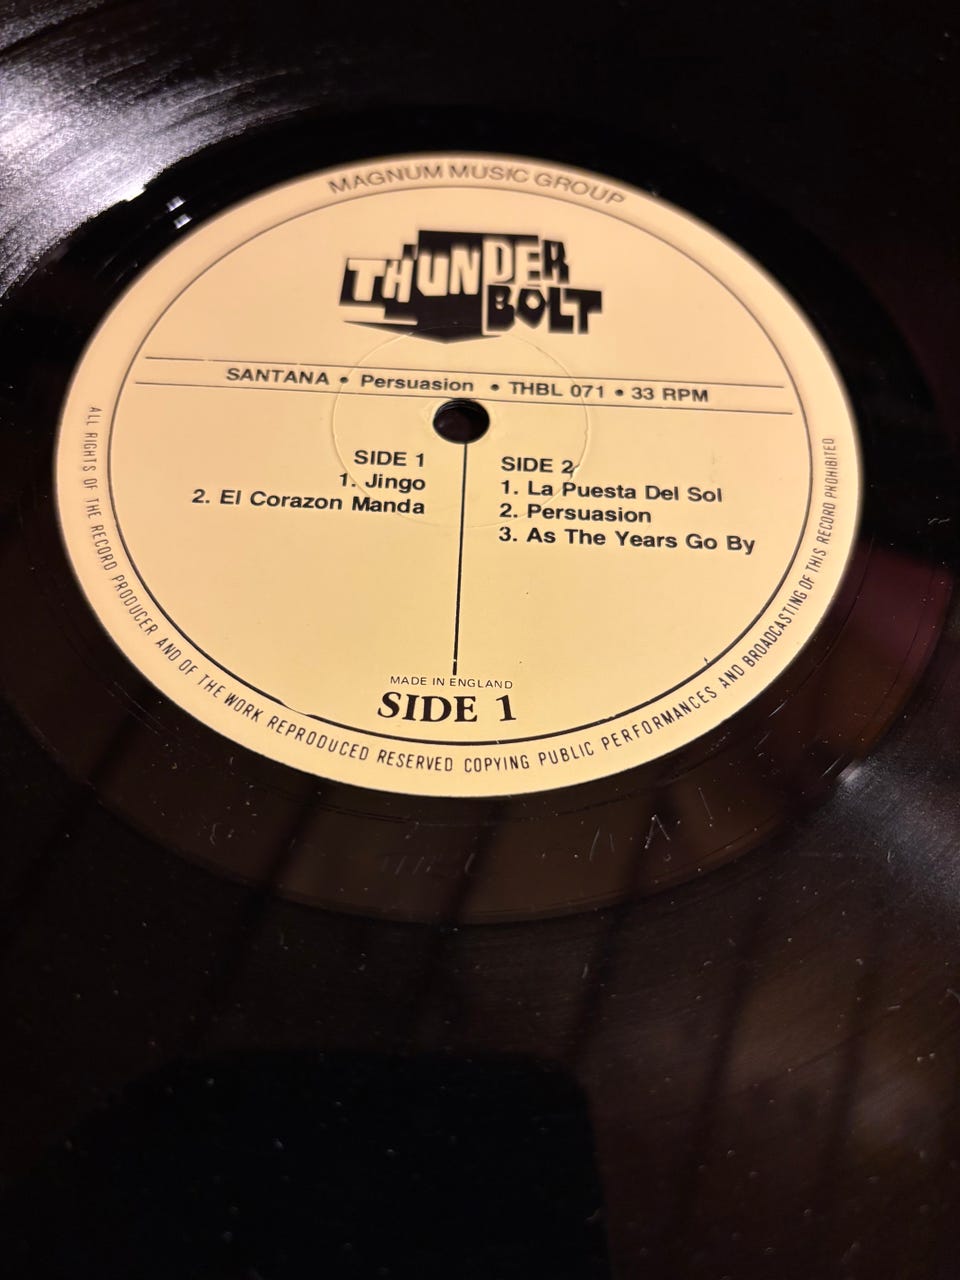 MAGNUM MUSIC GROUP
THUNDER
BOLT
SANTANA • Persuasion • THBL 071 • 33 RPM
SIDE 1
1. Jingo
2. El Corazon Manda
SIDE 2
1. La Puesta Del Sol
2. Persuasion
3. As The Years Go By
MADE IN ENGLAND
SIDE 1
ALL RIGHTS OF THE RECORD PRODUCER AND OF THE WORK REPRODUCED RESERVED COPYING PUBLIC PERFORMANCES AND BROADCASTING OF THIS RECORD PROHIBITED